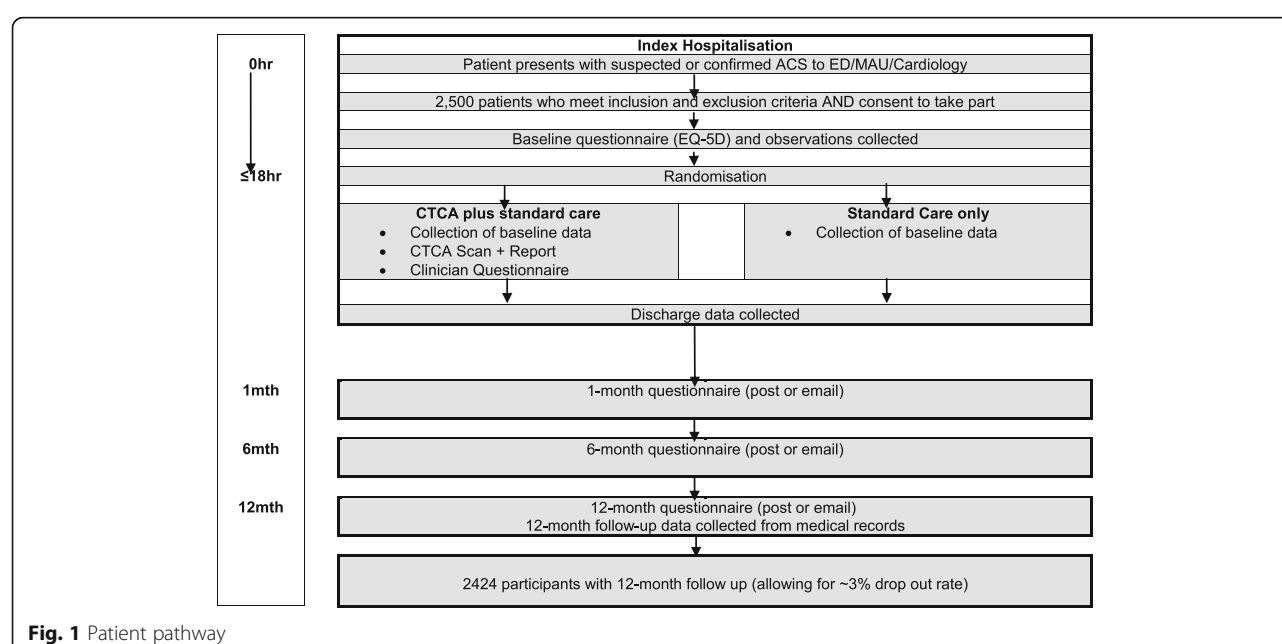 Index Hospitalisation
0hr
Patient presents with suspected or confirmed ACS to ED/MAU/Cardiology
2,500 patients who meet inclusion and exclusion criteria AND consent to take part
Baseline questionnaire (EQ-5D) and observations collected
≤18hr
Randomisation
CTCA plus standard care
• Collection of baseline data
• CTCA Scan + Report
• Clinician Questionnaire
Standard Care only
• Collection of baseline data
Discharge data collected
1mth
1-month questionnaire (post or email)
6mth
6-month questionnaire (post or email)
12mth
12-month questionnaire (post or email)
12-month follow-up data collected from medical records
2424 participants with 12-month follow up (allowing for ~3% drop out rate)
Fig. 1 Patient pathway